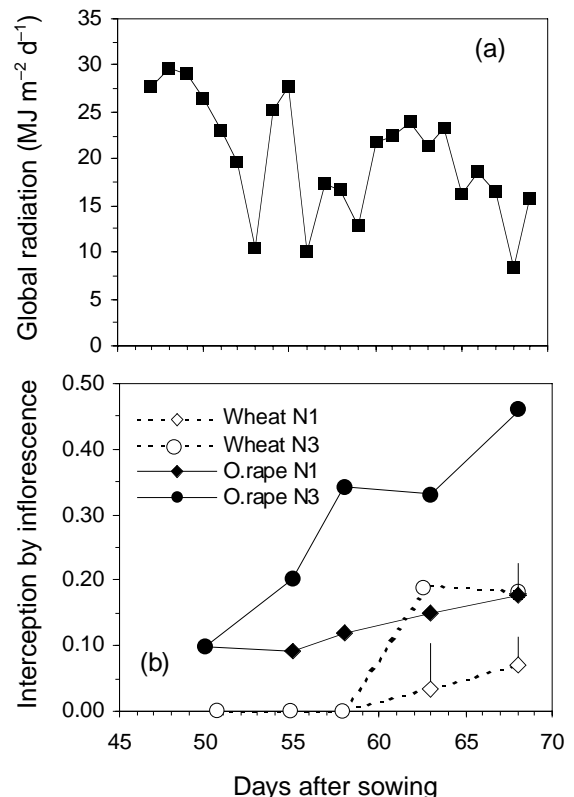 35
30
25
20
15
10
5
0
Global radiation (MJ m⁻² d⁻¹)
(a)
0.50
0.40
0.30
0.20
0.10
0.00
Interception by inflorescence
Wheat N1
Wheat N3
O.rape N1
O.rape N3
(b)
45 50 55 60 65 70
Days after sowing